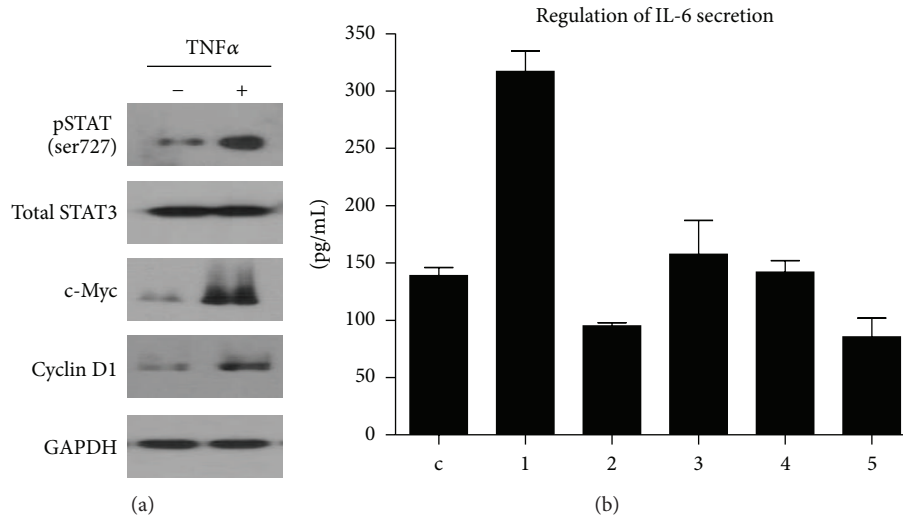 TNFα
− +
pSTAT
(ser727)
Total STAT3
c-Myc
Cyclin D1
GAPDH
(a)
Regulation of IL-6 secretion
350
300
250
200
150
100
50
0
(pg/mL)
c 1 2 3 4 5
(b)